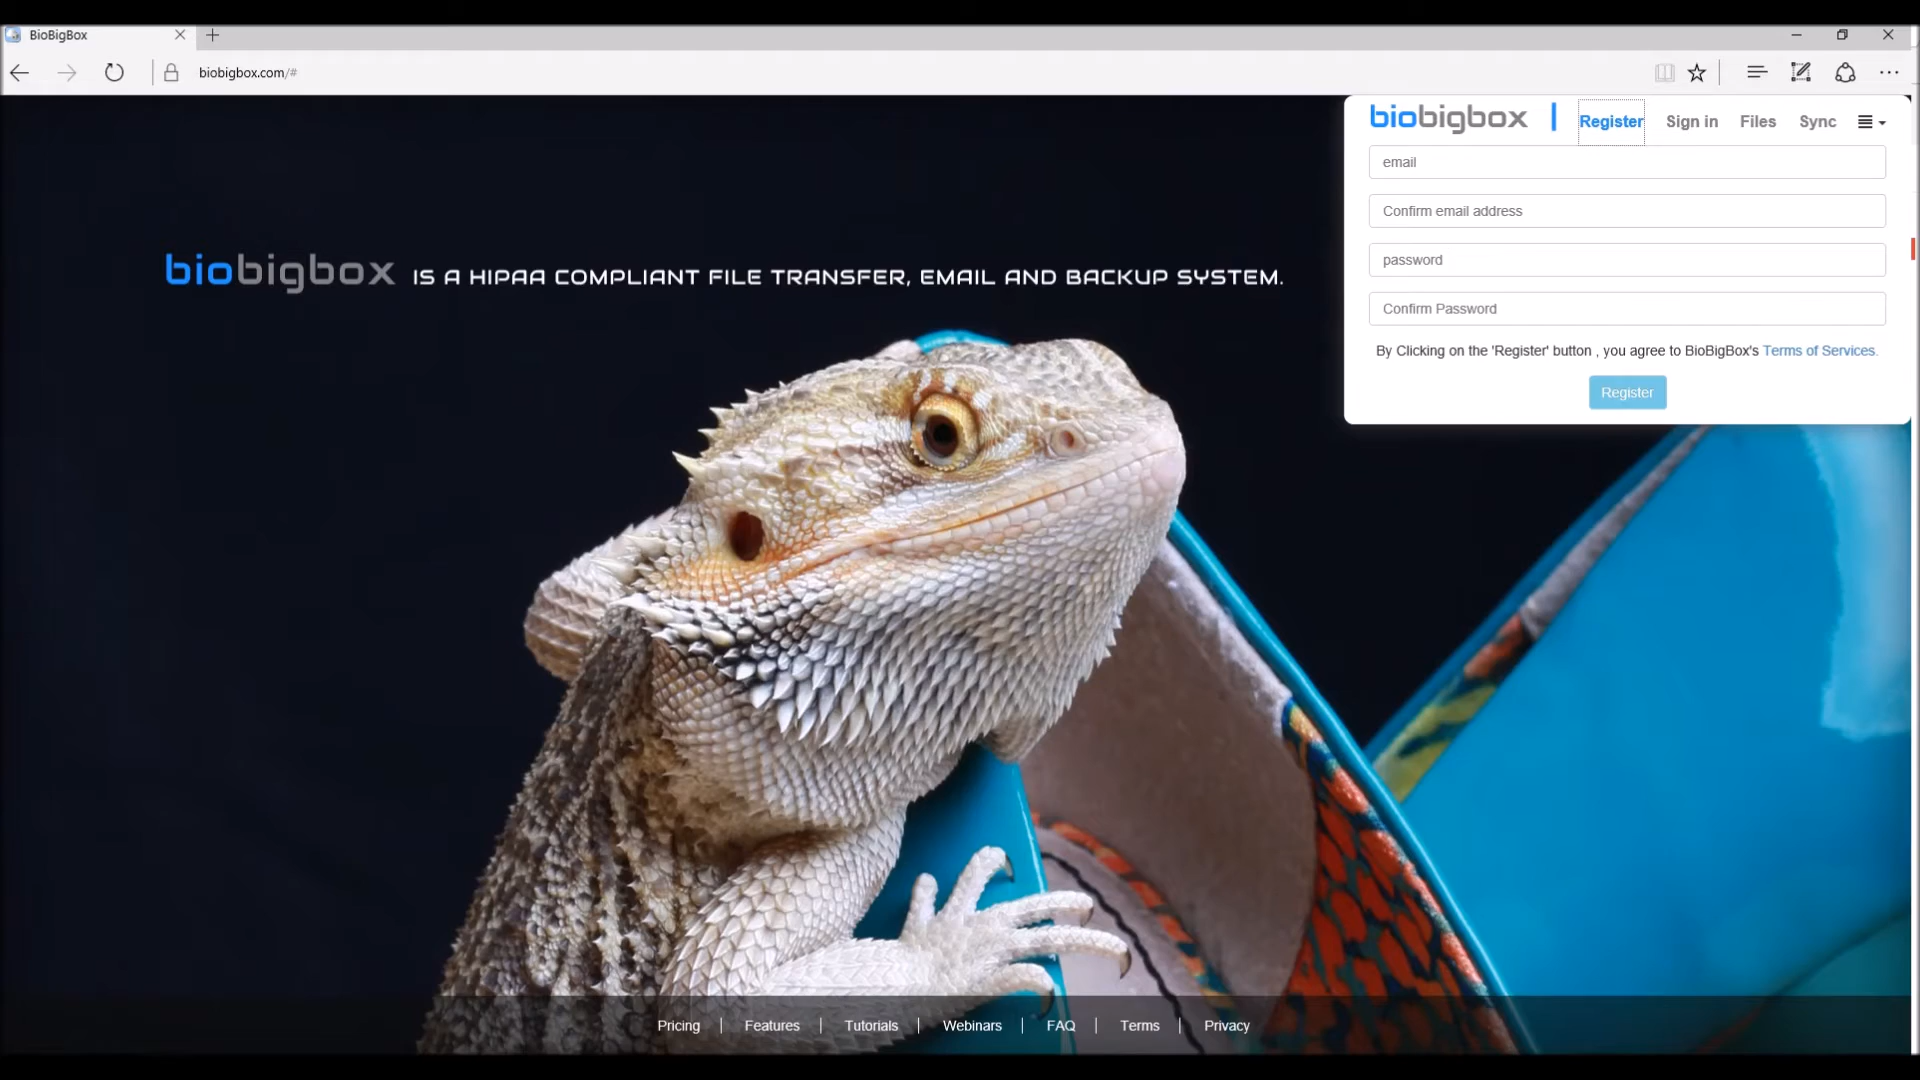 BioBigBox
biobigbox.com/#
biobigbox | Register Sign in Files Sync
email
Confirm email address
password
Confirm Password
By Clicking on the 'Register' button , you agree to BioBigBox's Terms of Services.
Register
biobigbox IS A HIPAA COMPLIANT FILE TRANSFER, EMAIL AND BACKUP SYSTEM.
Pricing | Features | Tutorials | Webinars | FAQ | Terms | Privacy